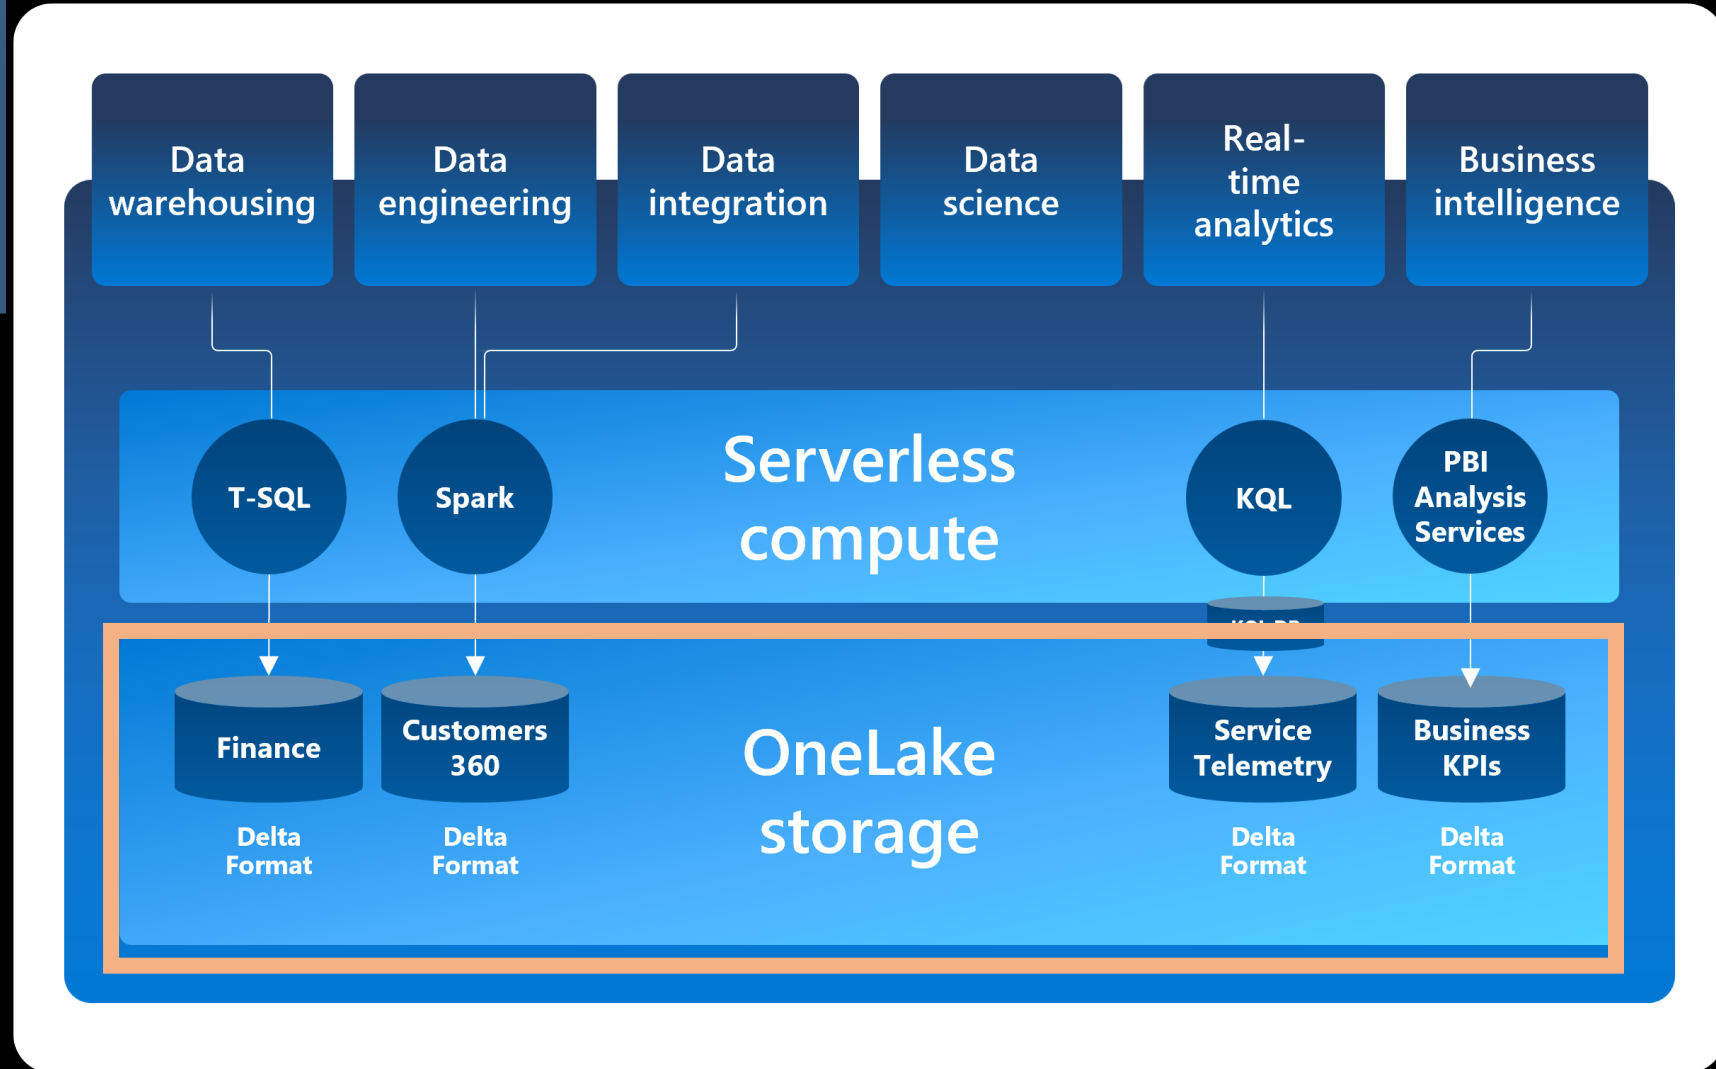 Data
warehousing
Data
engineering
Data
integration
Data
science
Real-
time
analytics
Business
intelligence
T-SQL
Spark
Serverless
compute
KQL
PBI
Analysis
Services
Finance
Customers
360
OneLake
storage
Service
Telemetry
Business
KPIs
Delta
Format
Delta
Format
Delta
Format
Delta
Format